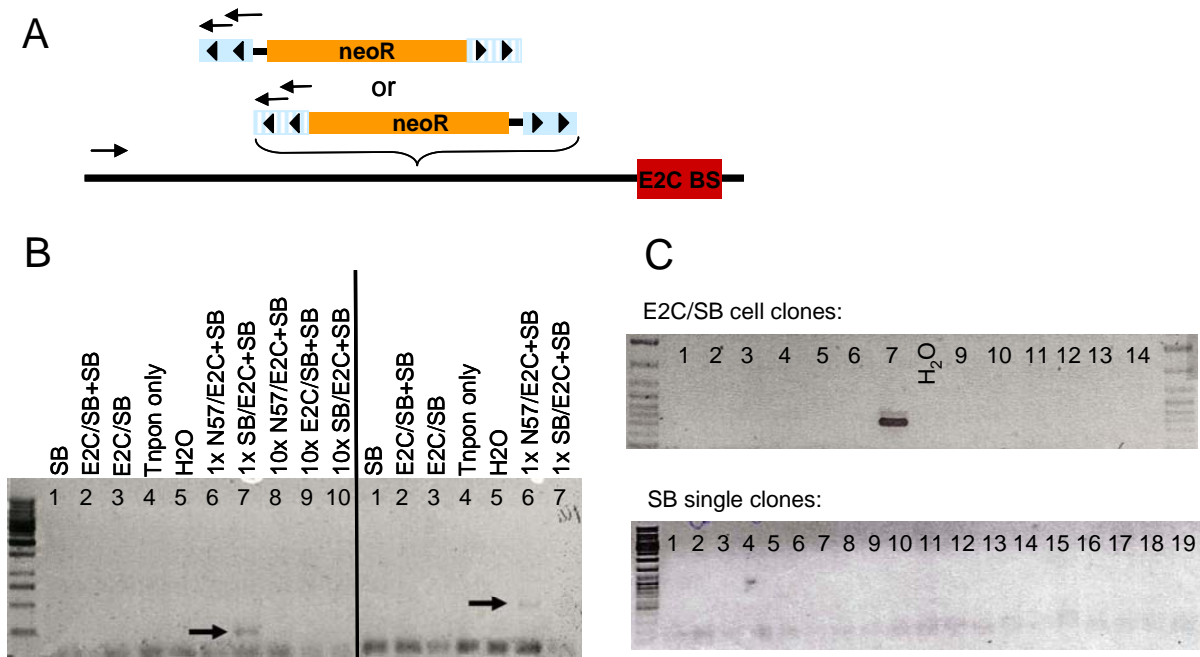 A
neoR
or
neoR
E2C BS
B
SB
E2C/SB+SB
E2C/SB
Tnpon only
H2O
1x N57/E2C+SB
1x SB/E2C+SB
10x N57/E2C+SB
10x E2C/SB+SB
10x SB/E2C+SB
SB
E2C/SB+SB
E2C/SB
Tnpon only
H2O
1x N57/E2C+SB
1x SB/E2C+SB
1 2 3 4 5 6 7 8 9 10 1 2 3 4 5 6 7
C
E2C/SB cell clones:
1 2 3 4 5 6 7 H₂O 9 10 11 12 13 14
SB single clones:
1 2 3 4 5 6 7 8 9 10 11 12 13 14 15 16 17 18 19